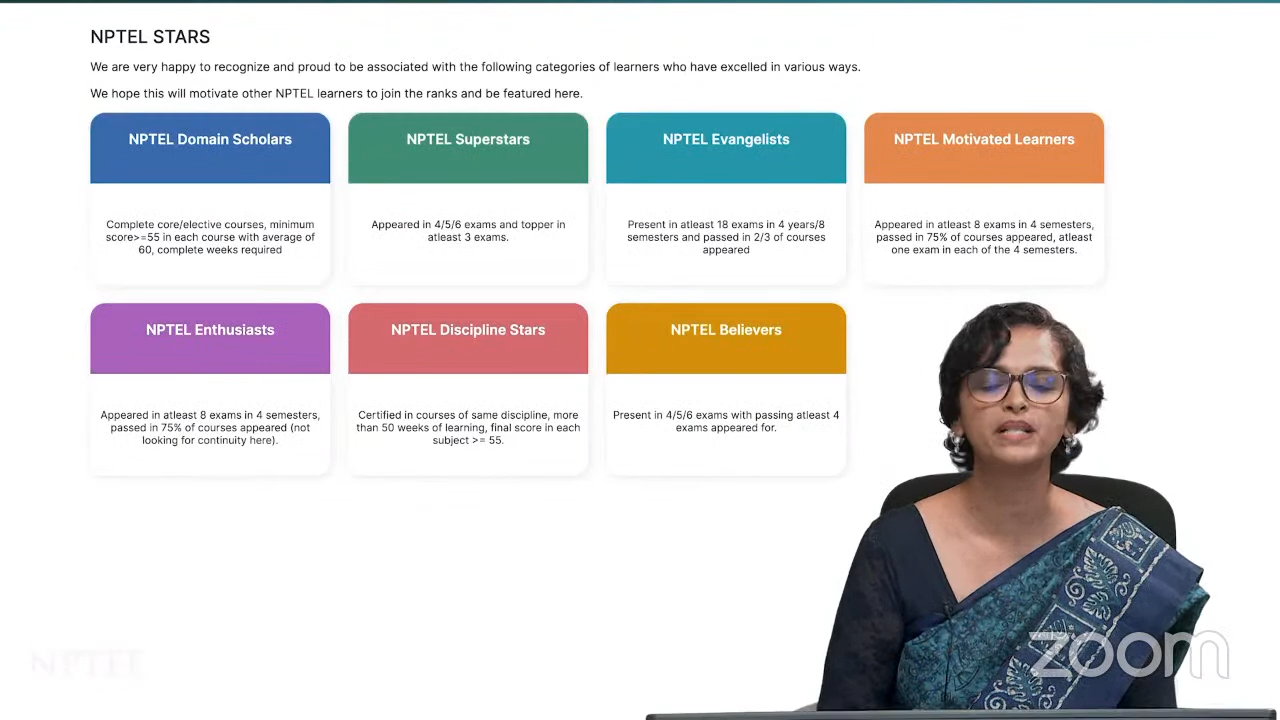 NPTEL STARS
We are very happy to recognize and proud to be associated with the following categories of learners who have excelled in various ways.
We hope this will motivate other NPTEL learners to join the ranks and be featured here.
NPTEL Domain Scholars
Complete core/elective courses, minimum
score>=55 in each course with average of
60, complete weeks required
NPTEL Superstars
Appeared in 4/5/6 exams and topper in
atleast 3 exams.
NPTEL Evangelists
Present in atleast 18 exams in 4 years/8
semesters and passed in 2/3 of courses
appeared
NPTEL Motivated Learners
Appeared in atleast 8 exams in 4 semesters,
passed in 75% of courses appeared, atleast
one exam in each of the 4 semesters.
NPTEL Enthusiasts
Appeared in atleast 8 exams in 4 semesters,
passed in 75% of courses appeared (not
looking for continuity here).
NPTEL Discipline Stars
Certified in courses of same discipline, more
than 50 weeks of learning, final score in each
subject >= 55.
NPTEL Believers
Present in 4/5/6 exams with passing atleast 4
exams appeared for.
NPTEL
zoom